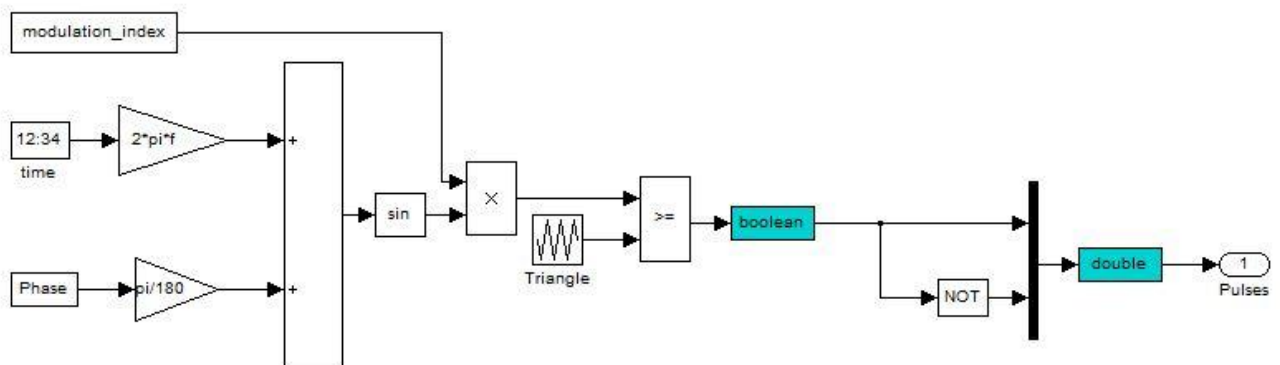 modulation_index
12:34
time
2*pi*f
+
sin
×
>=
Triangle
boolean
NOT
double
1
Pulses
Phase
pi/180
+